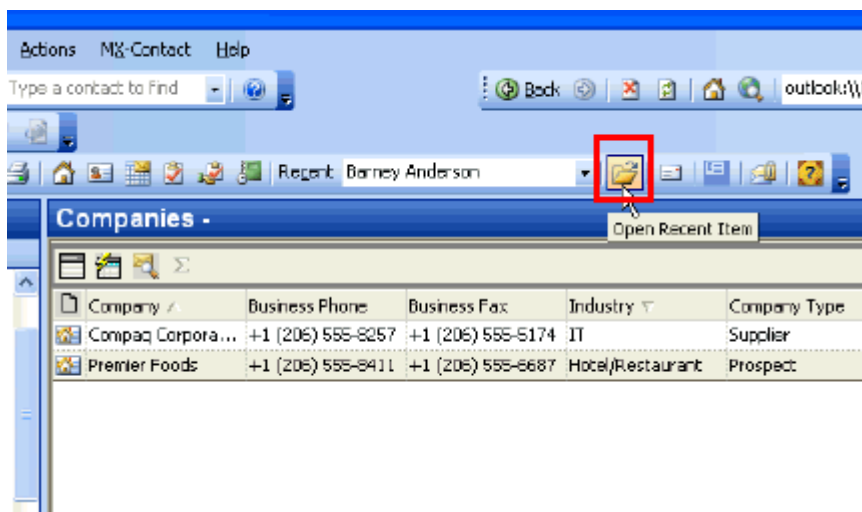 Actions MX-Contact Help
Type a contact to find
Back outlook:\\
Recent Barney Anderson
Companies -
Open Recent Item
Company Business Phone Business Fax Industry Company Type
Compaq Corpora... +1 (206) 555-8257 +1 (206) 555-5174 IT Supplier
Premier Foods +1 (206) 555-8411 +1 (206) 555-6687 Hotel/Restaurant Prospect